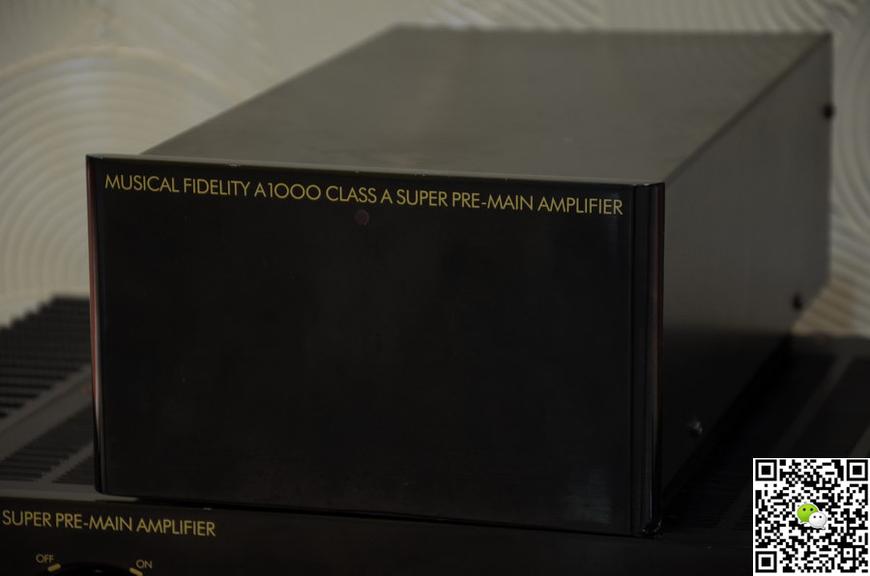 MUSICAL FIDELITY A1000 CLASS A SUPER PRE-MAIN AMPLIFIER
SUPER PRE-MAIN AMPLIFIER
OFF
ON